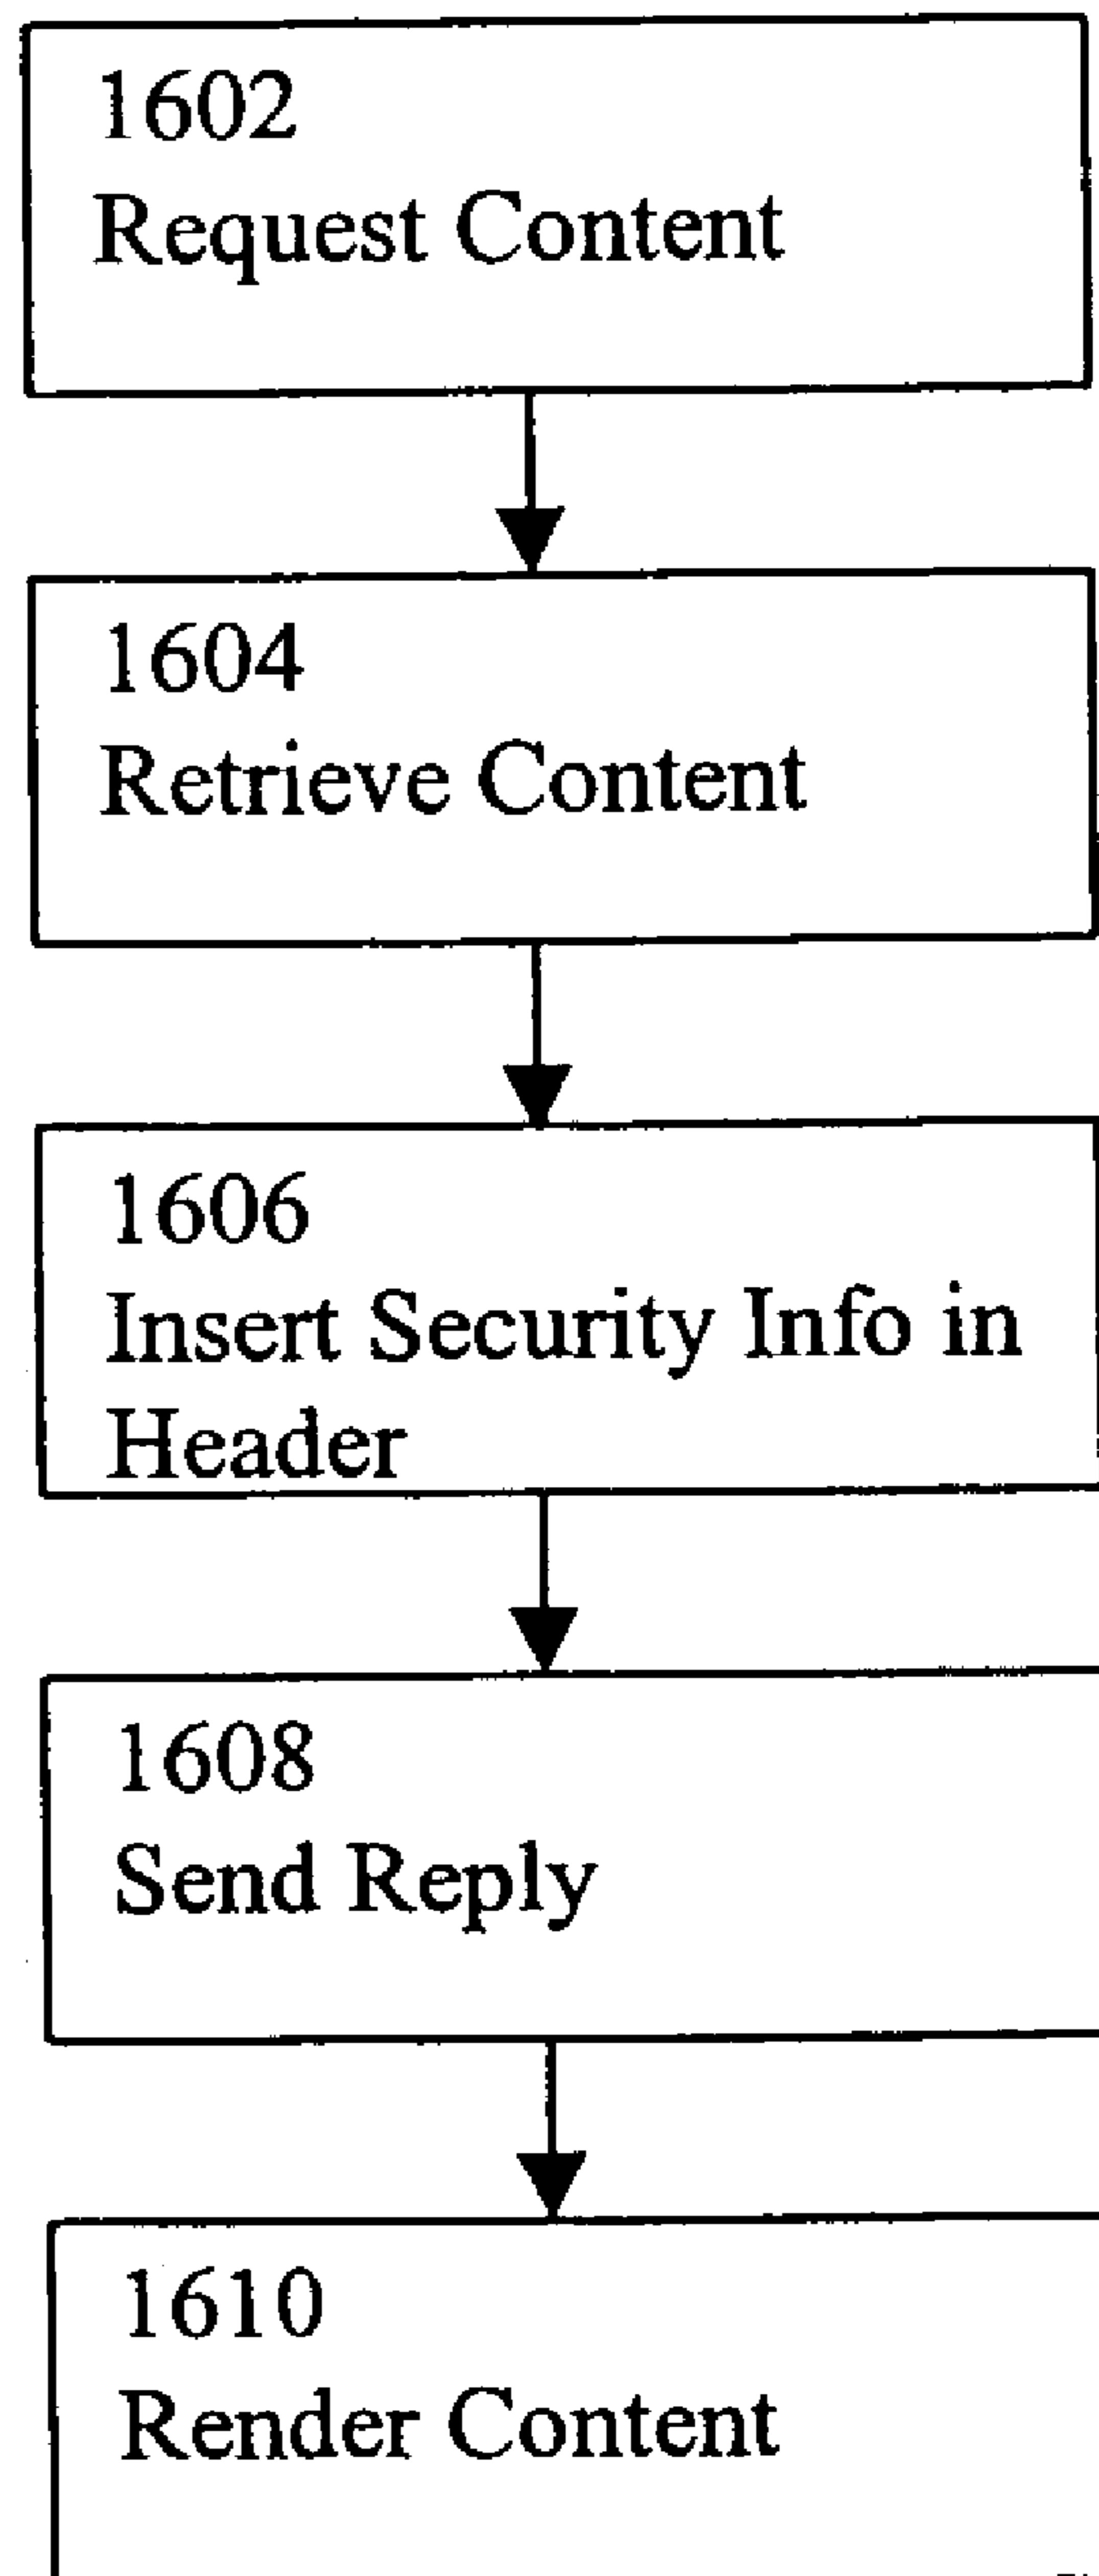 1602
Request Content
1604
Retrieve Content
1606
Insert Security Info in
Header
1608
Send Reply
1610
Render Content